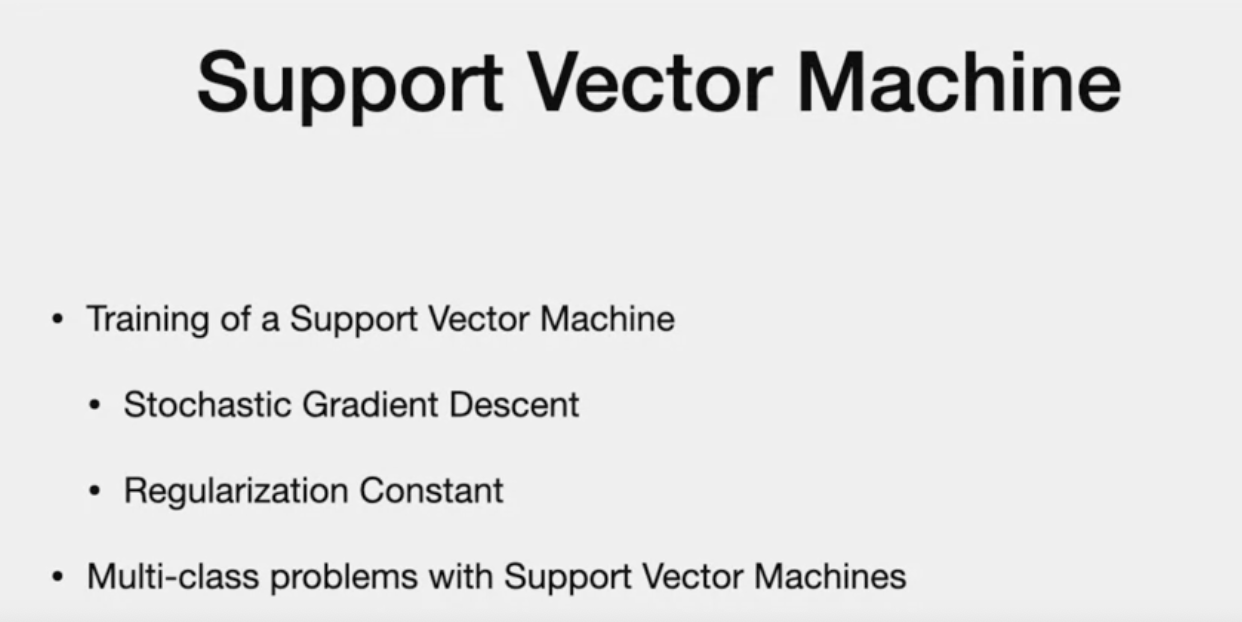 Support Vector Machine
• Training of a Support Vector Machine
• Stochastic Gradient Descent
• Regularization Constant
• Multi-class problems with Support Vector Machines